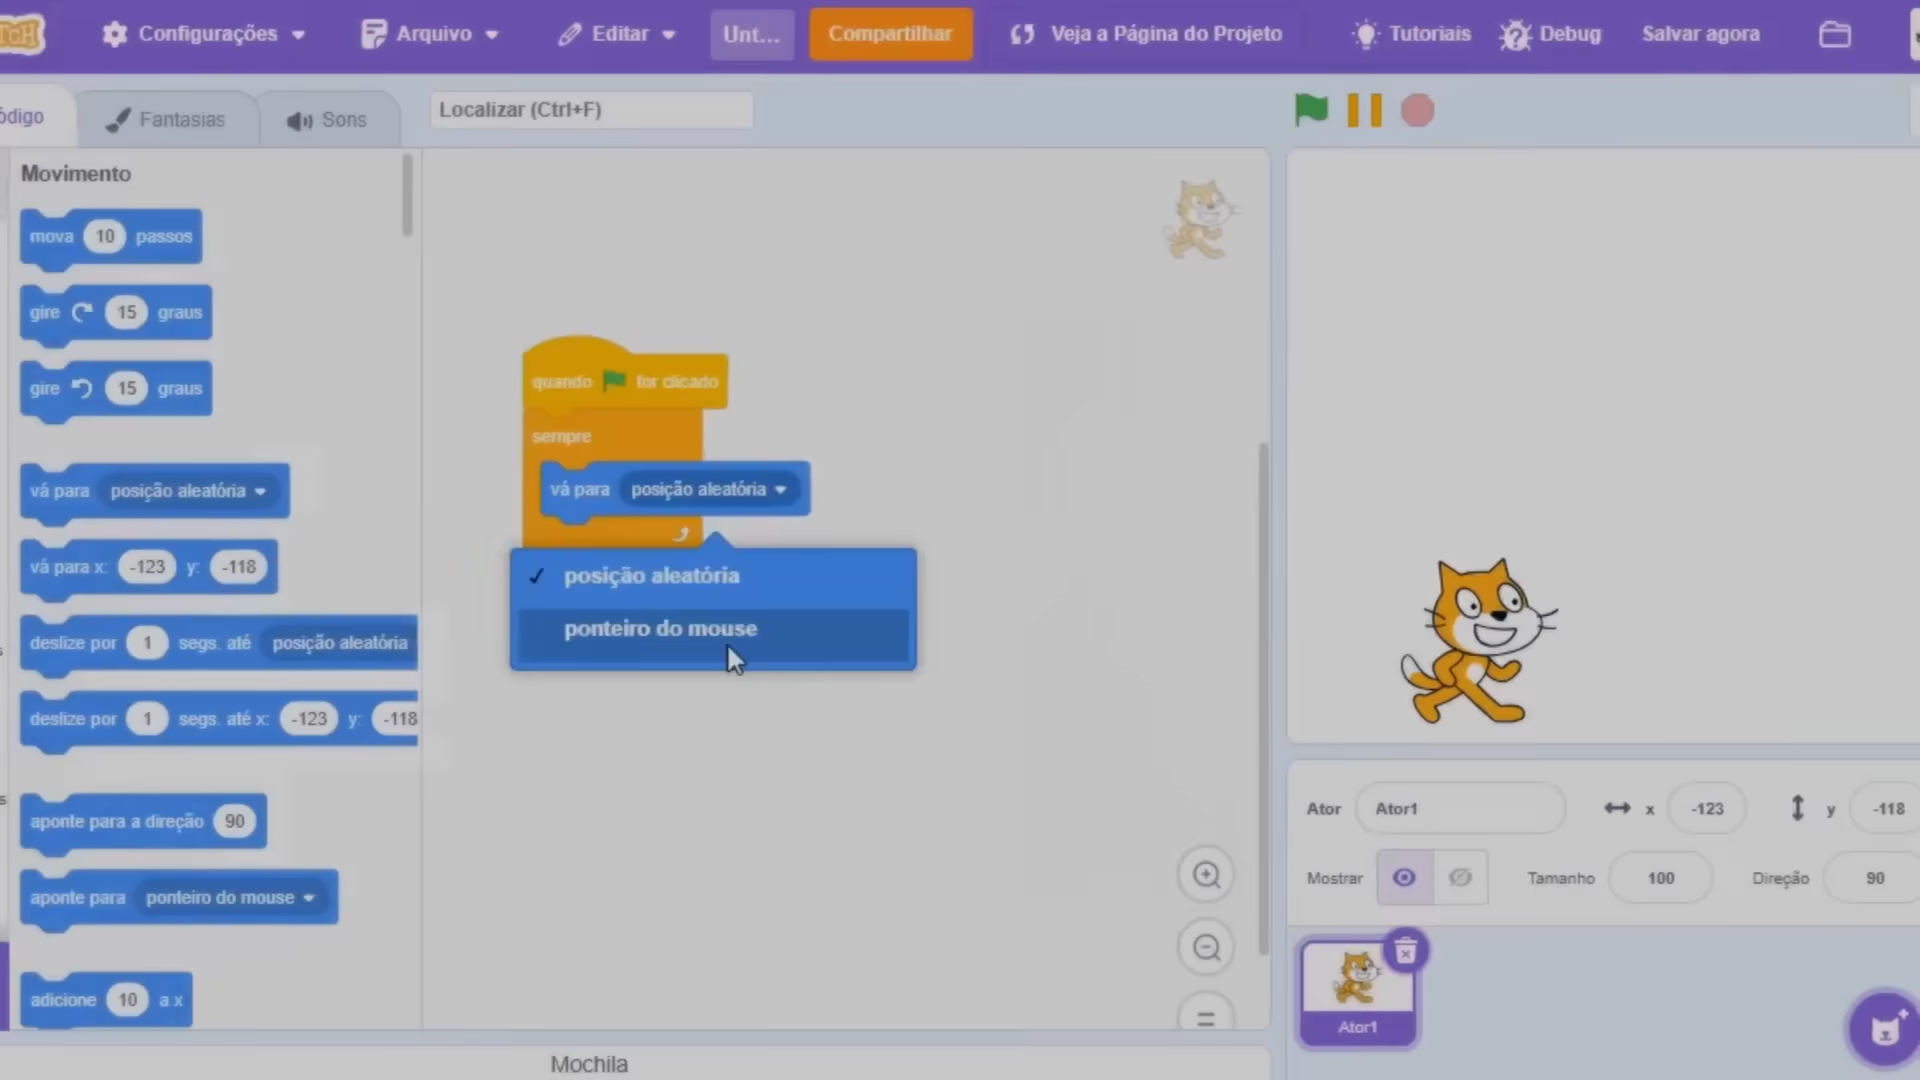 Configurações
Arquivo
Editar
Unt...
Compartilhar
Veja a Página do Projeto
Tutoriais
Debug
Salvar agora
Fantasias
Sons
Localizar (Ctrl+F)
Movimento
mova 10 passos
gire 15 graus
gire 15 graus
vá para posição aleatória
vá para x: -123 y: -118
deslize por 1 segs. até posição aleatória
deslize por 1 segs. até x: -123 y: -118
aponte para a direção 90
aponte para ponteiro do mouse
adicione 10 a x
quando for clicado
sempre
vá para posição aleatória
✓ posição aleatória
ponteiro do mouse
Ator Ator1 x -123 y -118
Mostrar Tamanho 100 Direção 90
Ator1
Mochila